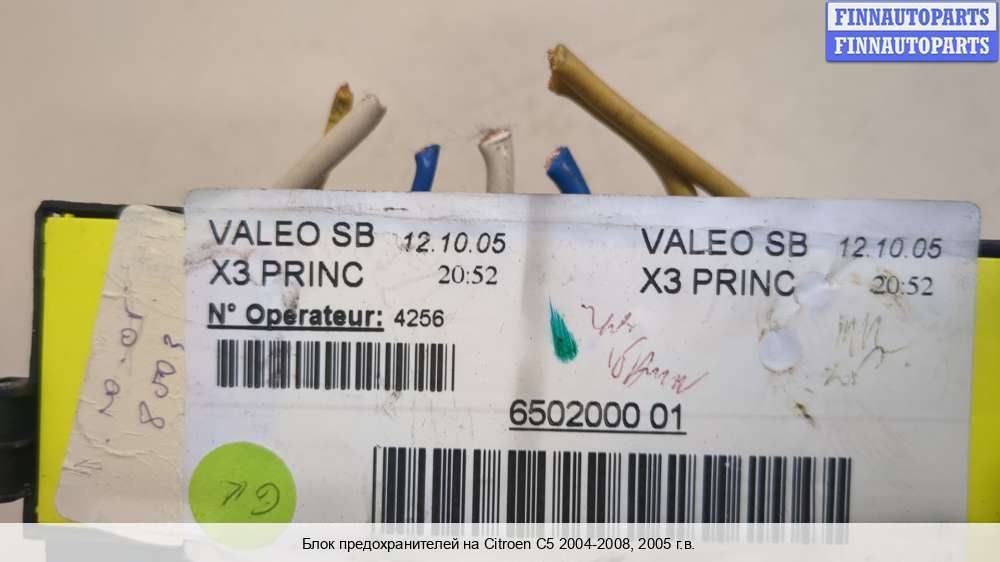 FINNAUTOPARTS
FINNAUTOPARTS
VALEO SB 12.10.05
X3 PRINC 20:52
N° Operateur: 4256
VALEO SB 12.10.05
X3 PRINC 20:52
6502000 01
Блок предохранителей на Citroen C5 2004-2008, 2005 г.в.